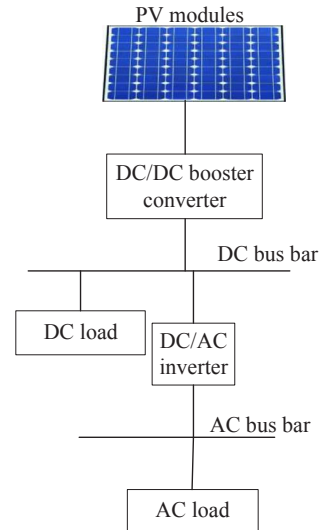 PV modules
DC/DC booster
converter
DC bus bar
DC load
DC/AC
inverter
AC bus bar
AC load